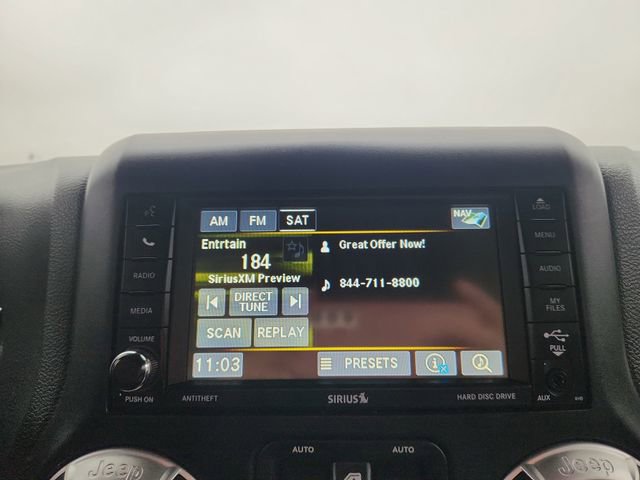 AM FM SAT
NAV
Entrtain
184
SiriusXM Preview
Great Offer Now!
844-711-8800
DIRECT
TUNE
SCAN REPLAY
11:03
PRESETS
RADIO
MEDIA
VOLUME
PUSH ON
LOAD
MENU
AUDIO
MY
FILES
PULL
AUX
ANTITHEFT
SIRIUS
HARD DISC DRIVE
AUTO AUTO
Jeep
Jeep